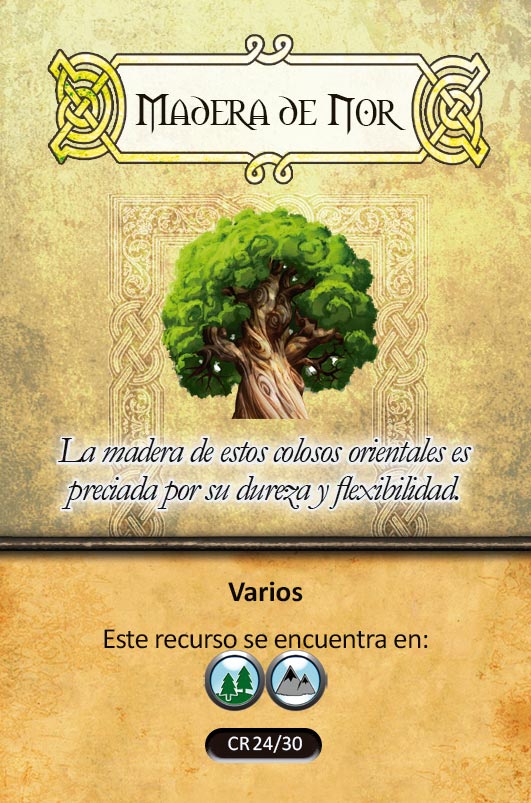 Madera de Nor
La madera de estos colosos orientales es
preciada por su dureza y flexibilidad.
Varios
Este recurso se encuentra en:
CR 24/30